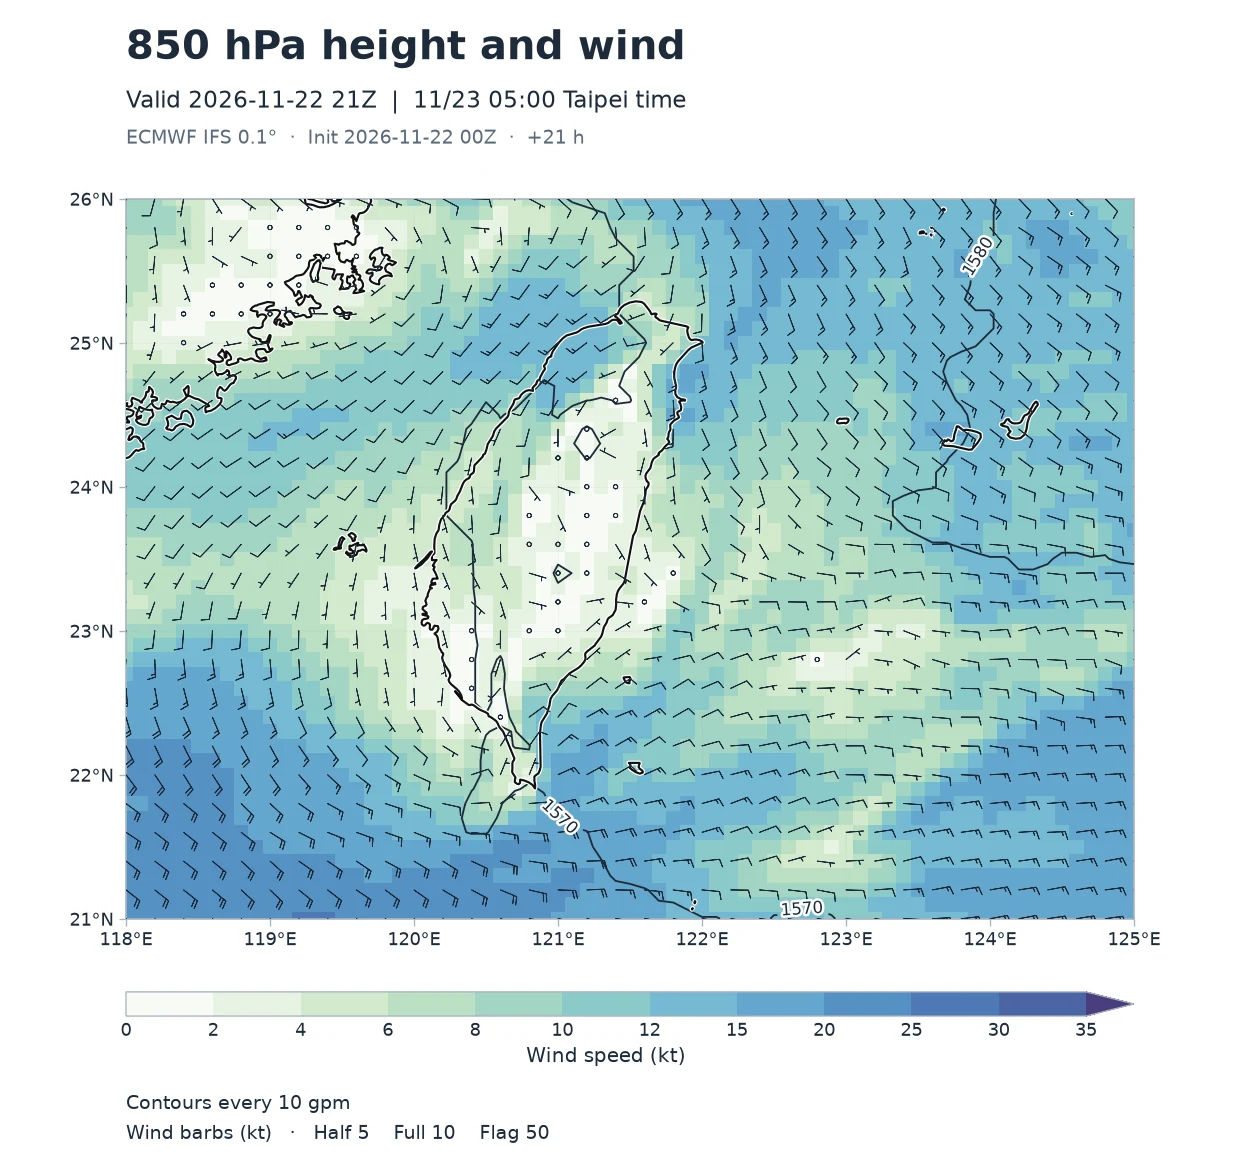 850 hPa height and wind
Valid 2026-11-22 21Z | 11/23 05:00 Taipei time
ECMWF IFS 0.1° · Init 2026-11-22 00Z · +21 h
26°N
25°N
24°N
23°N
22°N
21°N
1580
1570
1570
118°E 119°E 120°E 121°E 122°E 123°E 124°E 125°E
0 2 4 6 8 10 12 15 20 25 30 35
Wind speed (kt)
Contours every 10 gpm
Wind barbs (kt) · Half 5 Full 10 Flag 50